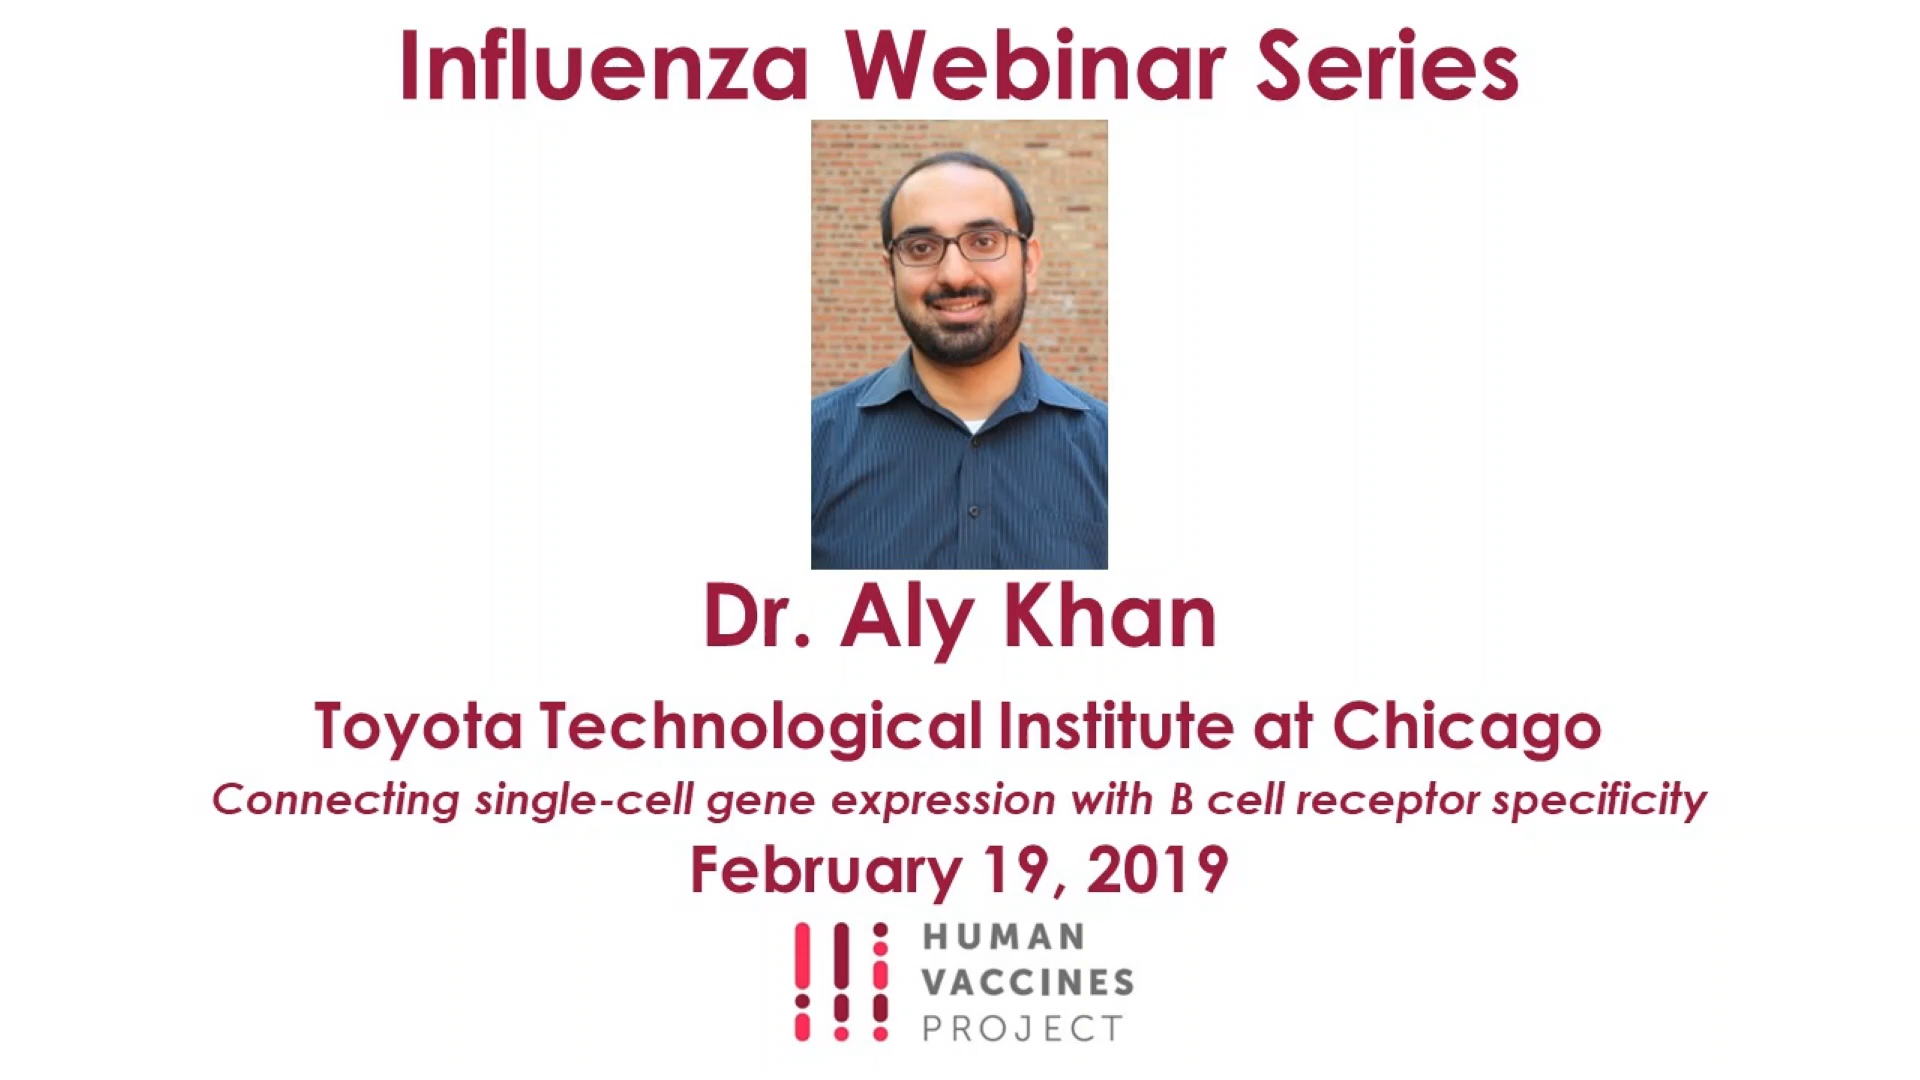 Influenza Webinar Series
Dr. Aly Khan
Toyota Technological Institute at Chicago
Connecting single-cell gene expression with B cell receptor specificity
February 19, 2019
HUMAN
VACCINES
PROJECT